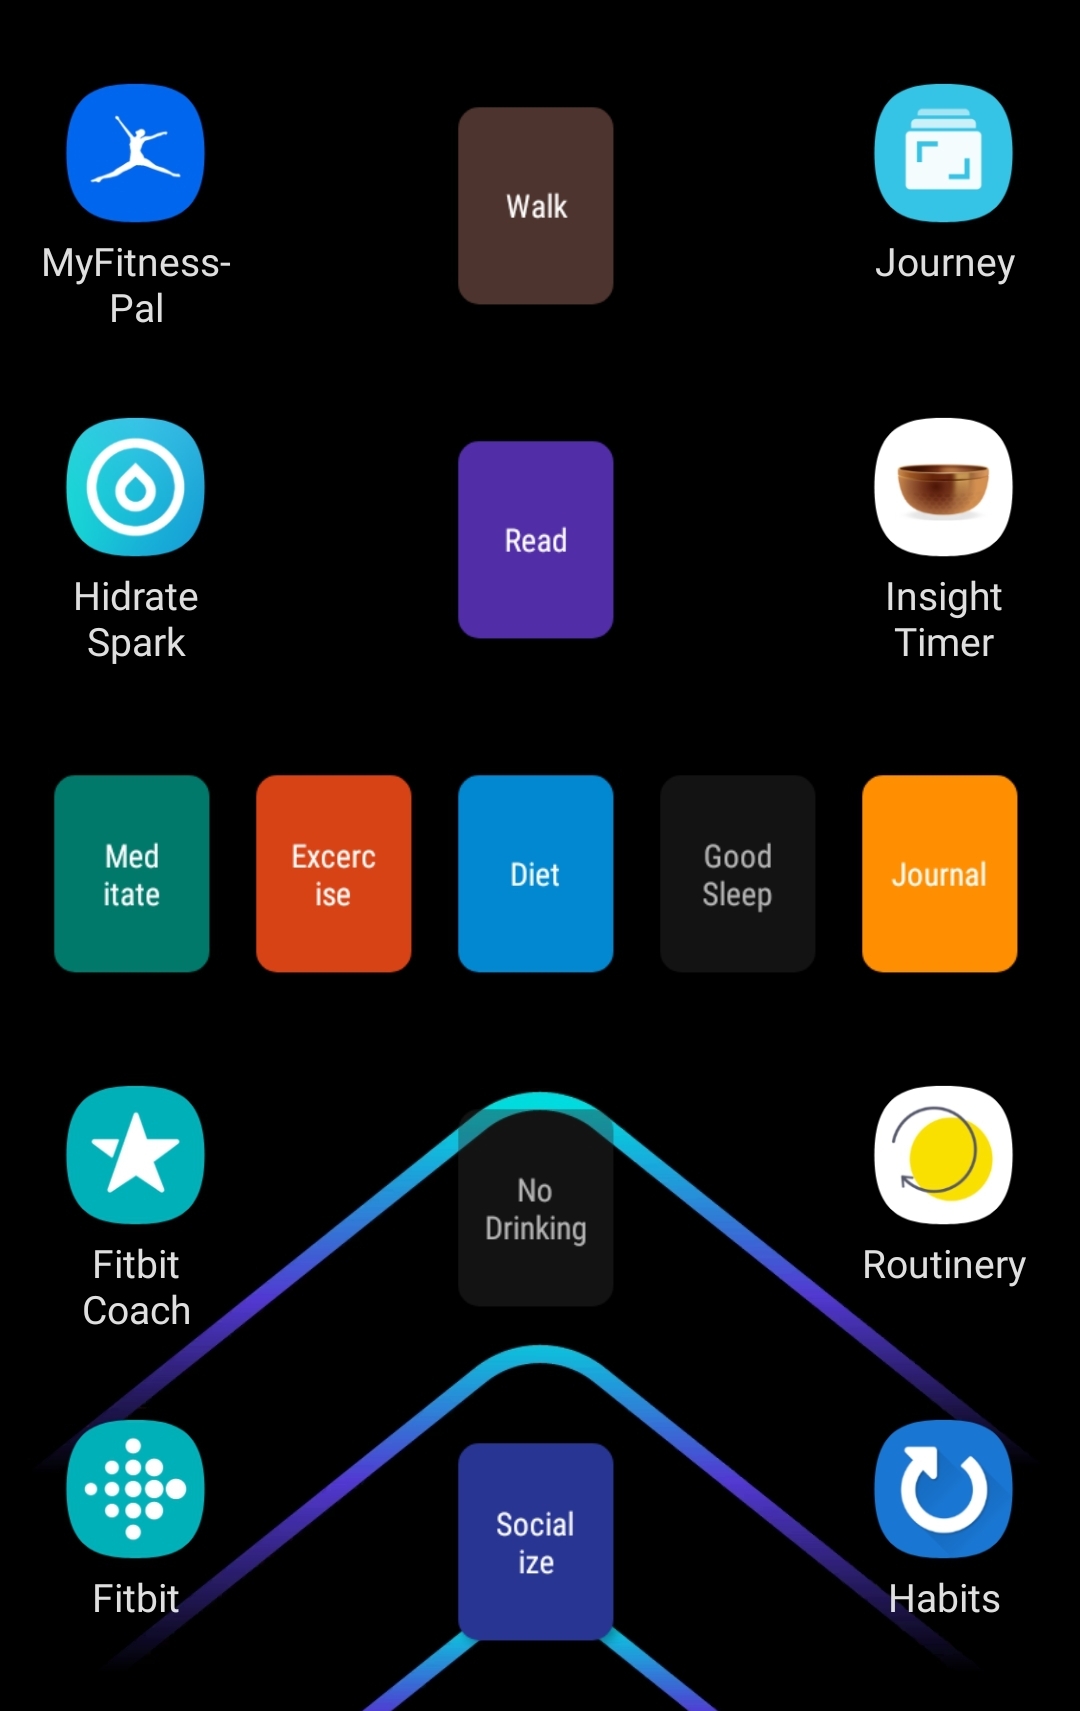 MyFitness-
Pal
Walk
Journey
Hidrate
Spark
Read
Insight
Timer
Med
itate
Excerc
ise
Diet
Good
Sleep
Journal
Fitbit
Coach
No
Drinking
Routinery
Fitbit
Social
ize
Habits